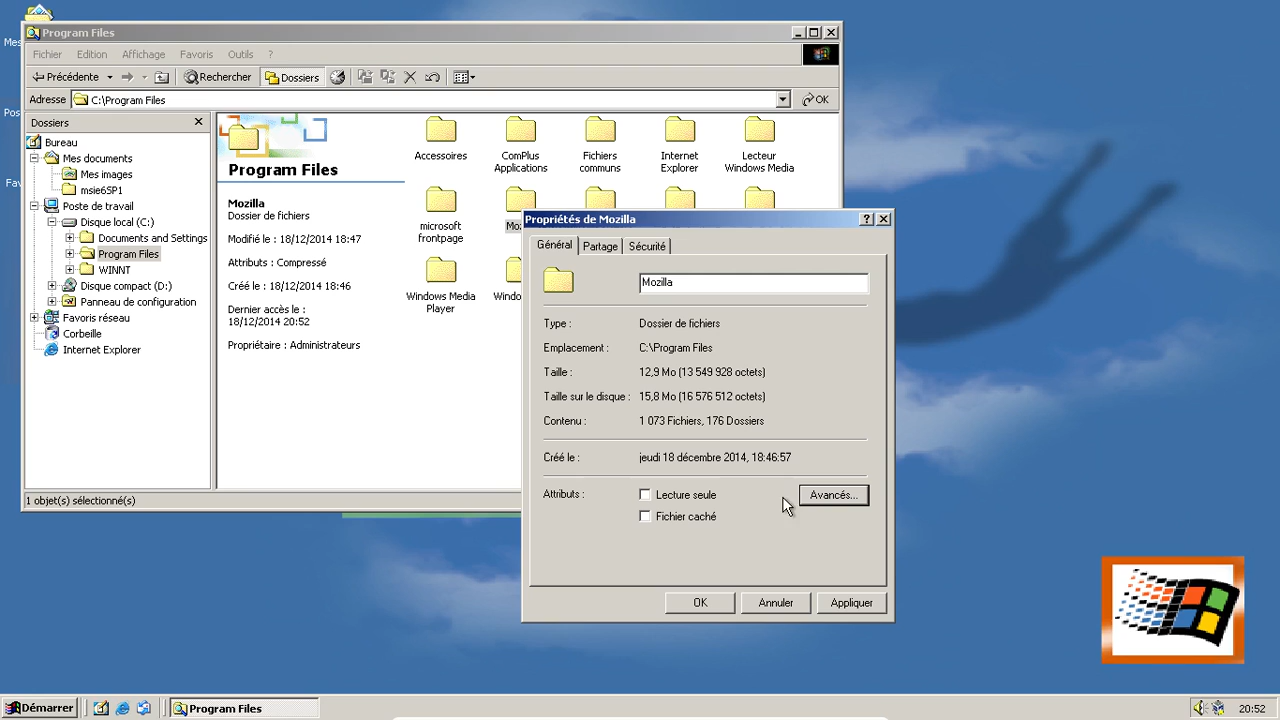 Mes
Pos
Fav
Program Files
Fichier Edition Affichage Favoris Outils ?
Précédente Rechercher Dossiers
Adresse C:\Program Files OK
Dossiers
Bureau
Mes documents
Mes images
msie6SP1
Poste de travail
Disque local (C:)
Documents and Settings
Program Files
WINNT
Disque compact (D:)
Panneau de configuration
Favoris réseau
Corbeille
Internet Explorer
Program Files
Mozilla
Dossier de fichiers
Modifié le : 18/12/2014 18:47
Attributs : Compressé
Créé le : 18/12/2014 18:46
Dernier accès le :
18/12/2014 20:52
Propriétaire : Administrateurs
Accessoires
ComPlus
Applications
Fichiers
communs
Internet
Explorer
Lecteur
Windows Media
microsoft
frontpage
Moz
Windows Media
Player
Windo
1 objet(s) sélectionné(s)
Propriétés de Mozilla
Général Partage Sécurité
Mozilla
Type : Dossier de fichiers
Emplacement : C:\Program Files
Taille : 12,9 Mo (13 549 928 octets)
Taille sur le disque : 15,8 Mo (16 576 512 octets)
Contenu : 1 073 Fichiers, 176 Dossiers
Créé le : jeudi 18 décembre 2014, 18:46:57
Attributs : Lecture seule Avancés...
Fichier caché
OK Annuler Appliquer
Démarrer Program Files 20:52